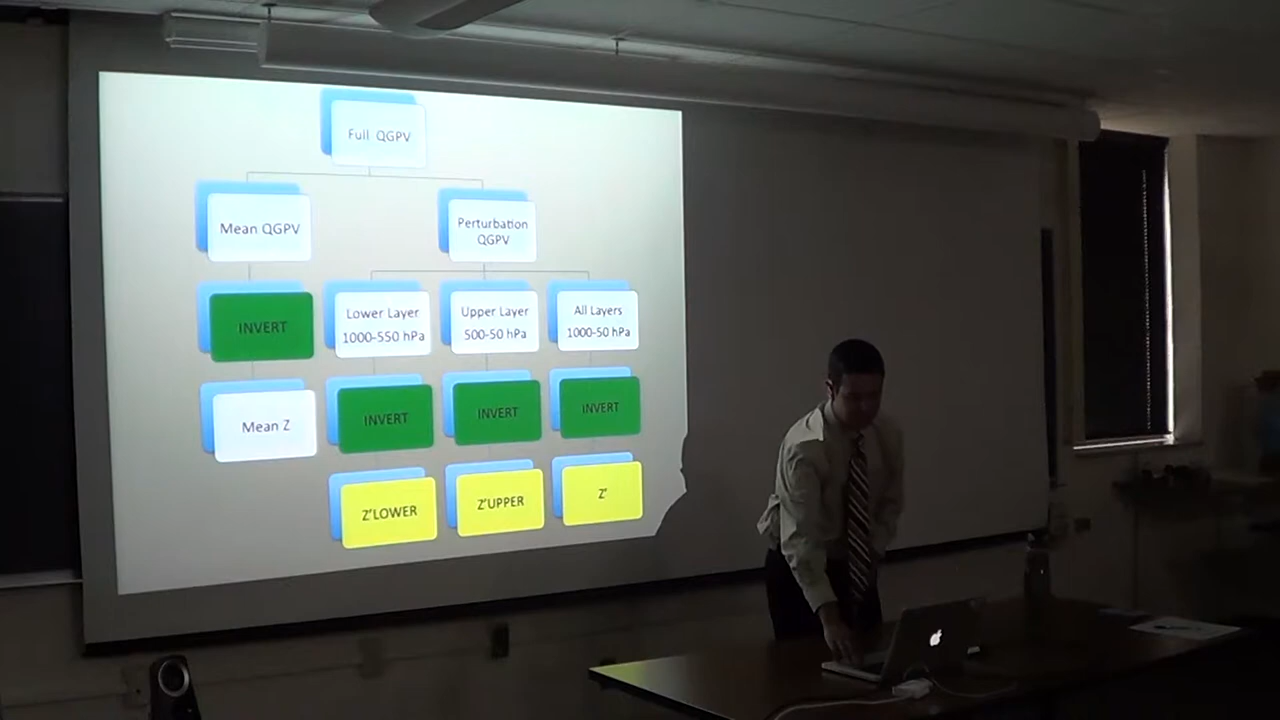 Full QGPV
Mean QGPV
Perturbation
QGPV
INVERT
Lower Layer
1000-550 hPa
Upper Layer
500-50 hPa
All Layers
1000-50 hPa
Mean Z
INVERT
INVERT
INVERT
Z'LOWER
Z'UPPER
Z'